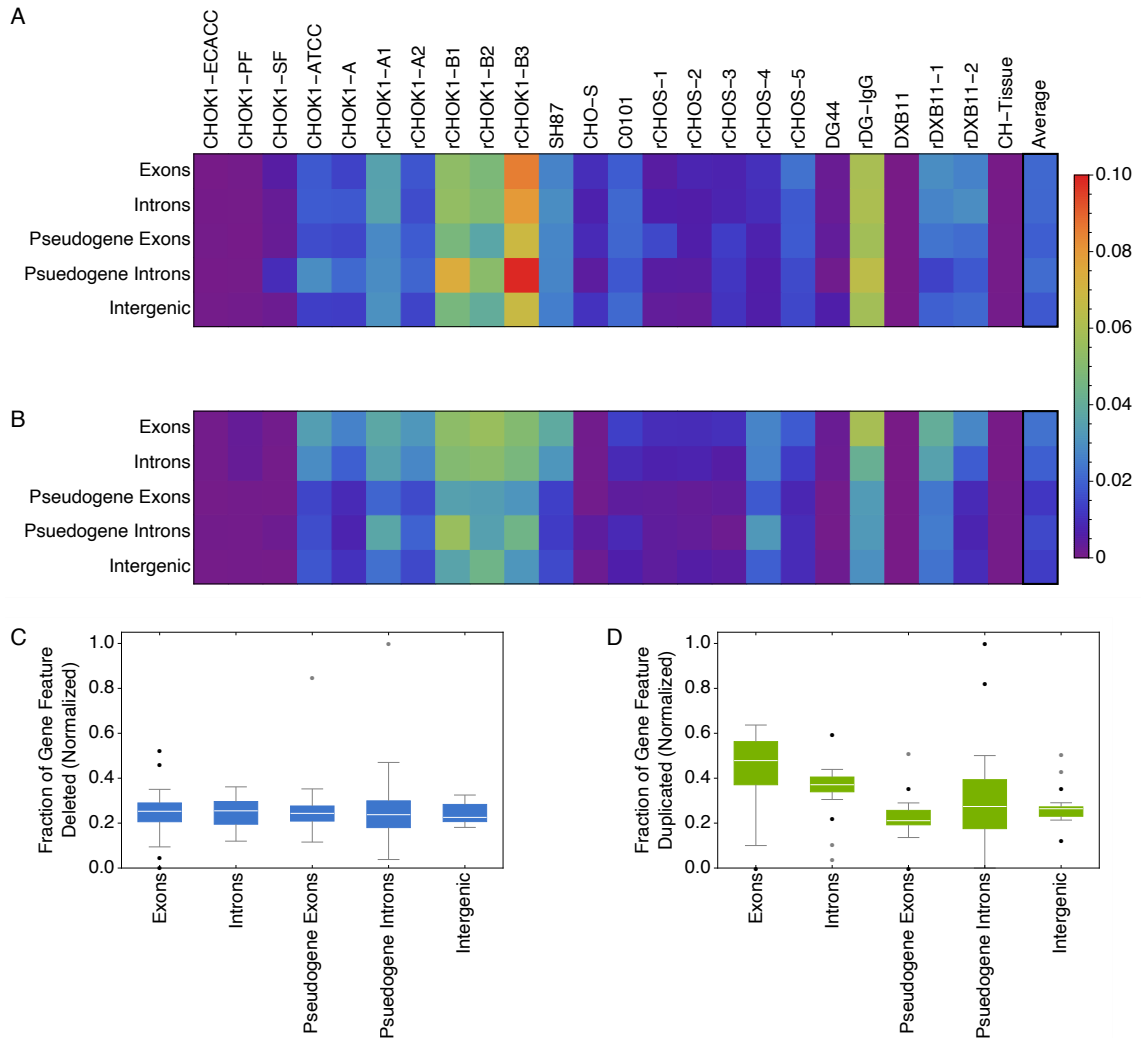 A
CHOK1−ECACC
CHOK1−PF
CHOK1−SF
CHOK1−ATCC
CHOK1−A
rCHOK1−A1
rCHOK1−A2
rCHOK1−B1
rCHOK1−B2
rCHOK1−B3
SH87
CHO−S
C0101
rCHOS−1
rCHOS−2
rCHOS−3
rCHOS−4
rCHOS−5
DG44
rDG−IgG
DXB11
rDXB11−1
rDXB11−2
CH−Tissue
Average
Exons
Introns
Pseudogene Exons
Psuedogene Introns
Intergenic
0.10
0.08
0.06
0.04
0.02
0
B
Exons
Introns
Pseudogene Exons
Psuedogene Introns
Intergenic
C
Fraction of Gene Feature
Deleted (Normalized)
1.0
0.8
0.6
0.4
0.2
0.0
Exons
Introns
Pseudogene Exons
Psuedogene Introns
Intergenic
D
Fraction of Gene Feature
Duplicated (Normalized)
1.0
0.8
0.6
0.4
0.2
0.0
Exons
Introns
Pseudogene Exons
Psuedogene Introns
Intergenic